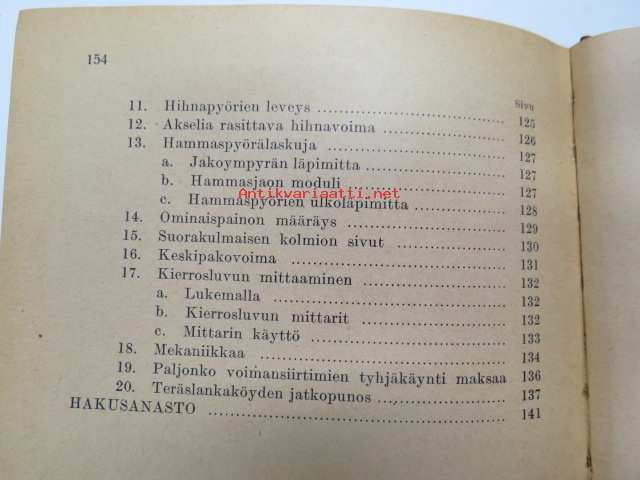 154
Sivu
11. Hihnapyörien leveys ........ 125
12. Akselia rasittava hihnavoima ........ 126
13. Hammaspyörälaskuja ........ 127
a. Jakoympyrän läpimitta ........ 127
b. Hammasjaon moduli ........ 127
Antikvariaatti.net
c. Hammaspyörien ulkoläpimitta ........ 128
14. Ominaispainon määräys ........ 129
15. Suorakulmaisen kolmion sivut ........ 130
16. Keskipakovoima ........ 131
17. Kierrosluvun mittaaminen ........ 132
a. Lukemalla ........ 132
b. Kierrosluvun mittarit ........ 132
c. Mittarin käyttö ........ 133
18. Mekaniikkaa ........ 134
19. Paljonko voimansiirtimien tyhjäkäynti maksaa 136
20. Teräslankaköyden jatkopunos ........ 137
HAKUSANASTO ........ 141